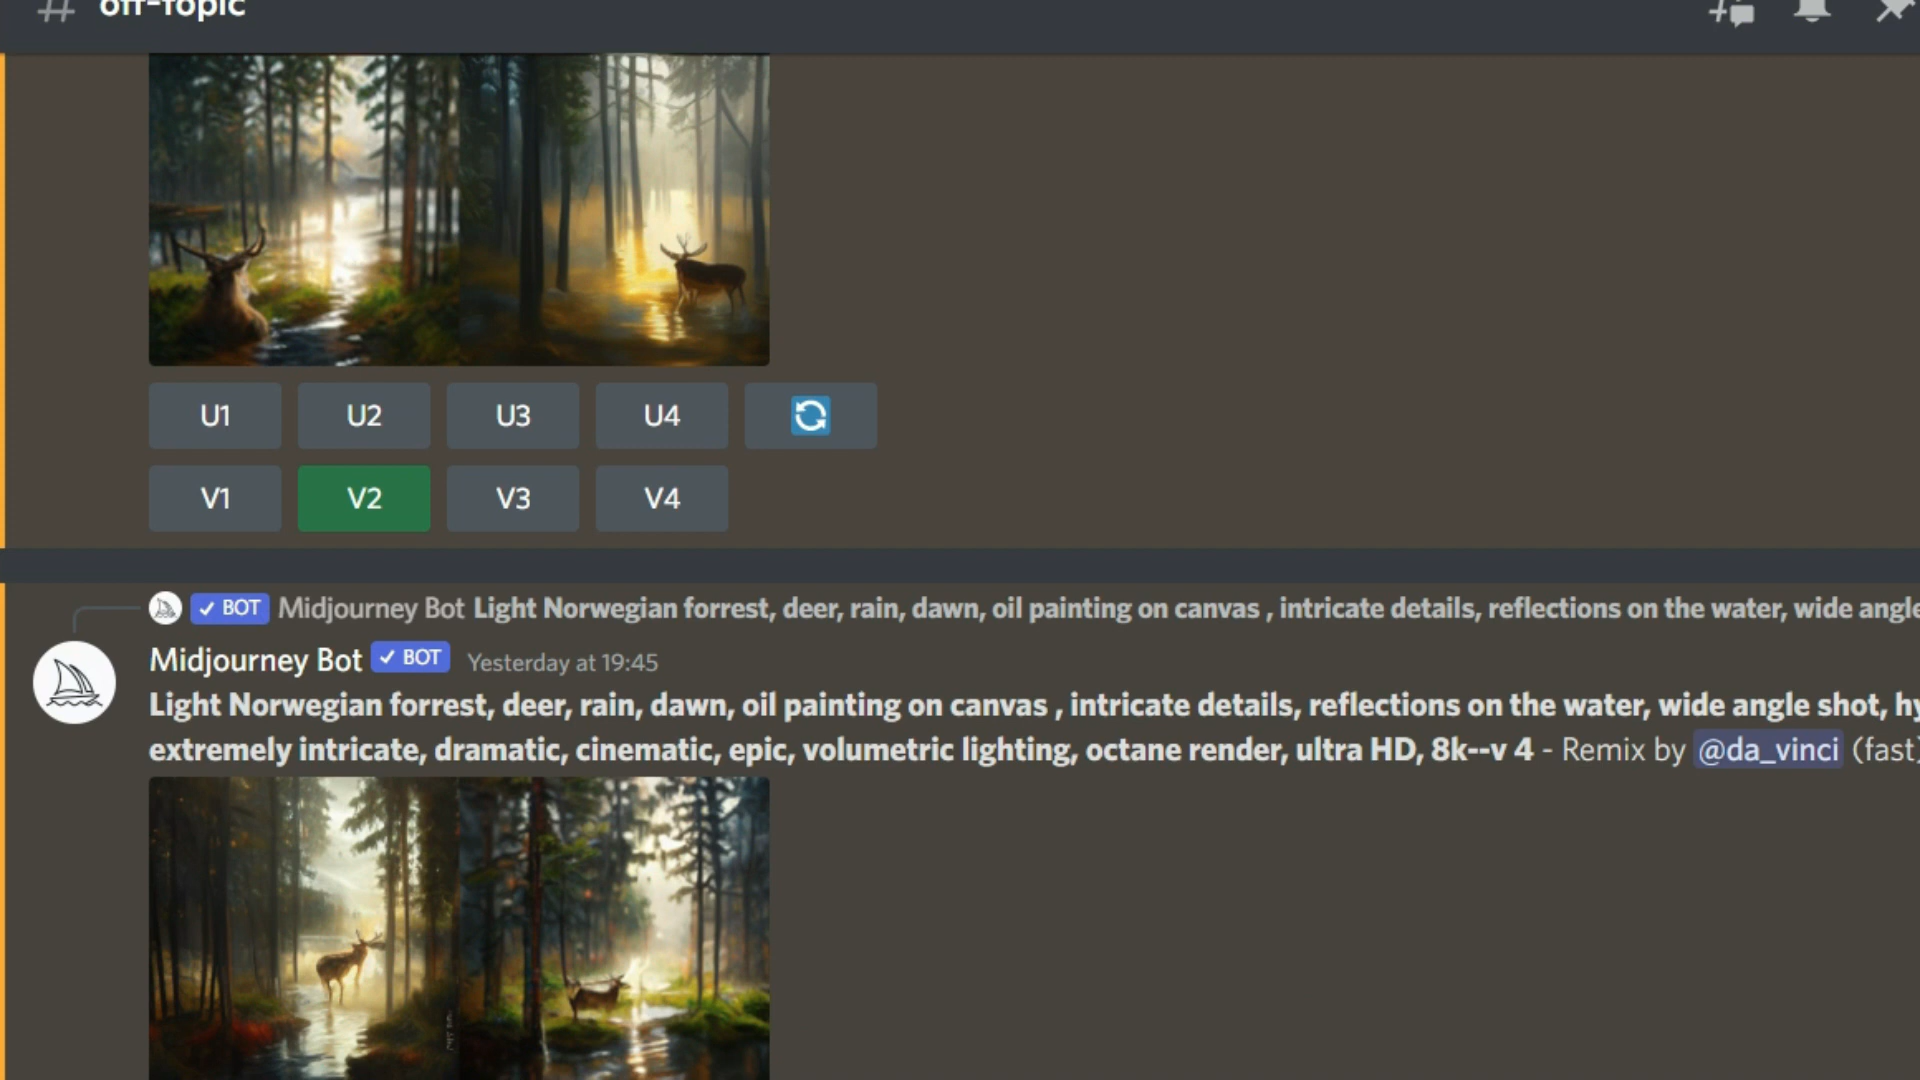 # off-topic
U1 U2 U3 U4
V1 V2 V3 V4
BOT Midjourney Bot Light Norwegian forrest, deer, rain, dawn, oil painting on canvas , intricate details, reflections on the water, wide angle
Midjourney Bot BOT Yesterday at 19:45
Light Norwegian forrest, deer, rain, dawn, oil painting on canvas , intricate details, reflections on the water, wide angle shot,
extremely intricate, dramatic, cinematic, epic, volumetric lighting, octane render, ultra HD, 8k--v 4 - Remix by @da_vinci (fast)